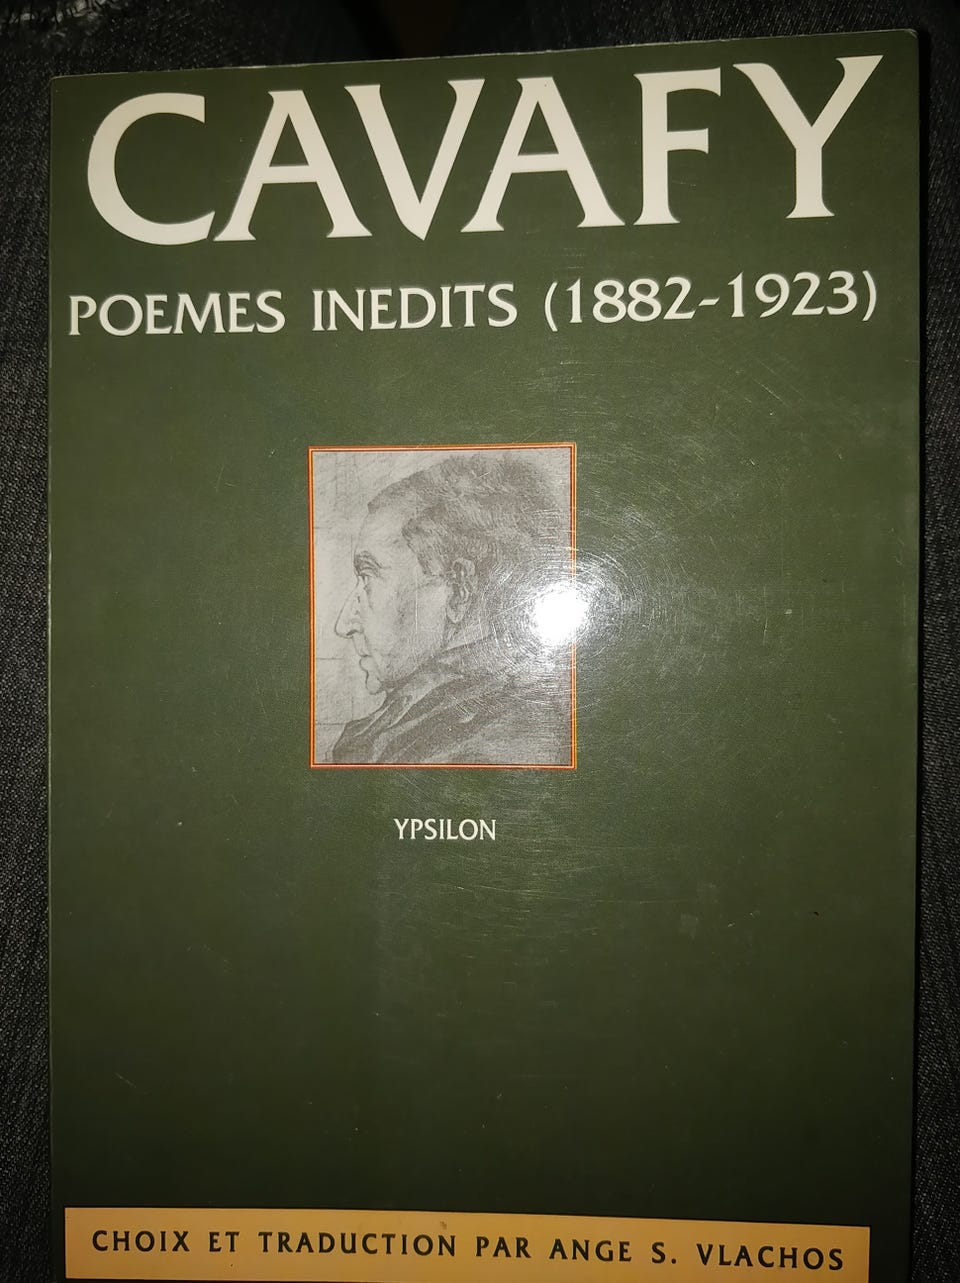 CAVAFY
POEMES INEDITS (1882-1923)
YPSILON
CHOIX ET TRADUCTION PAR ANGE S. VLACHOS